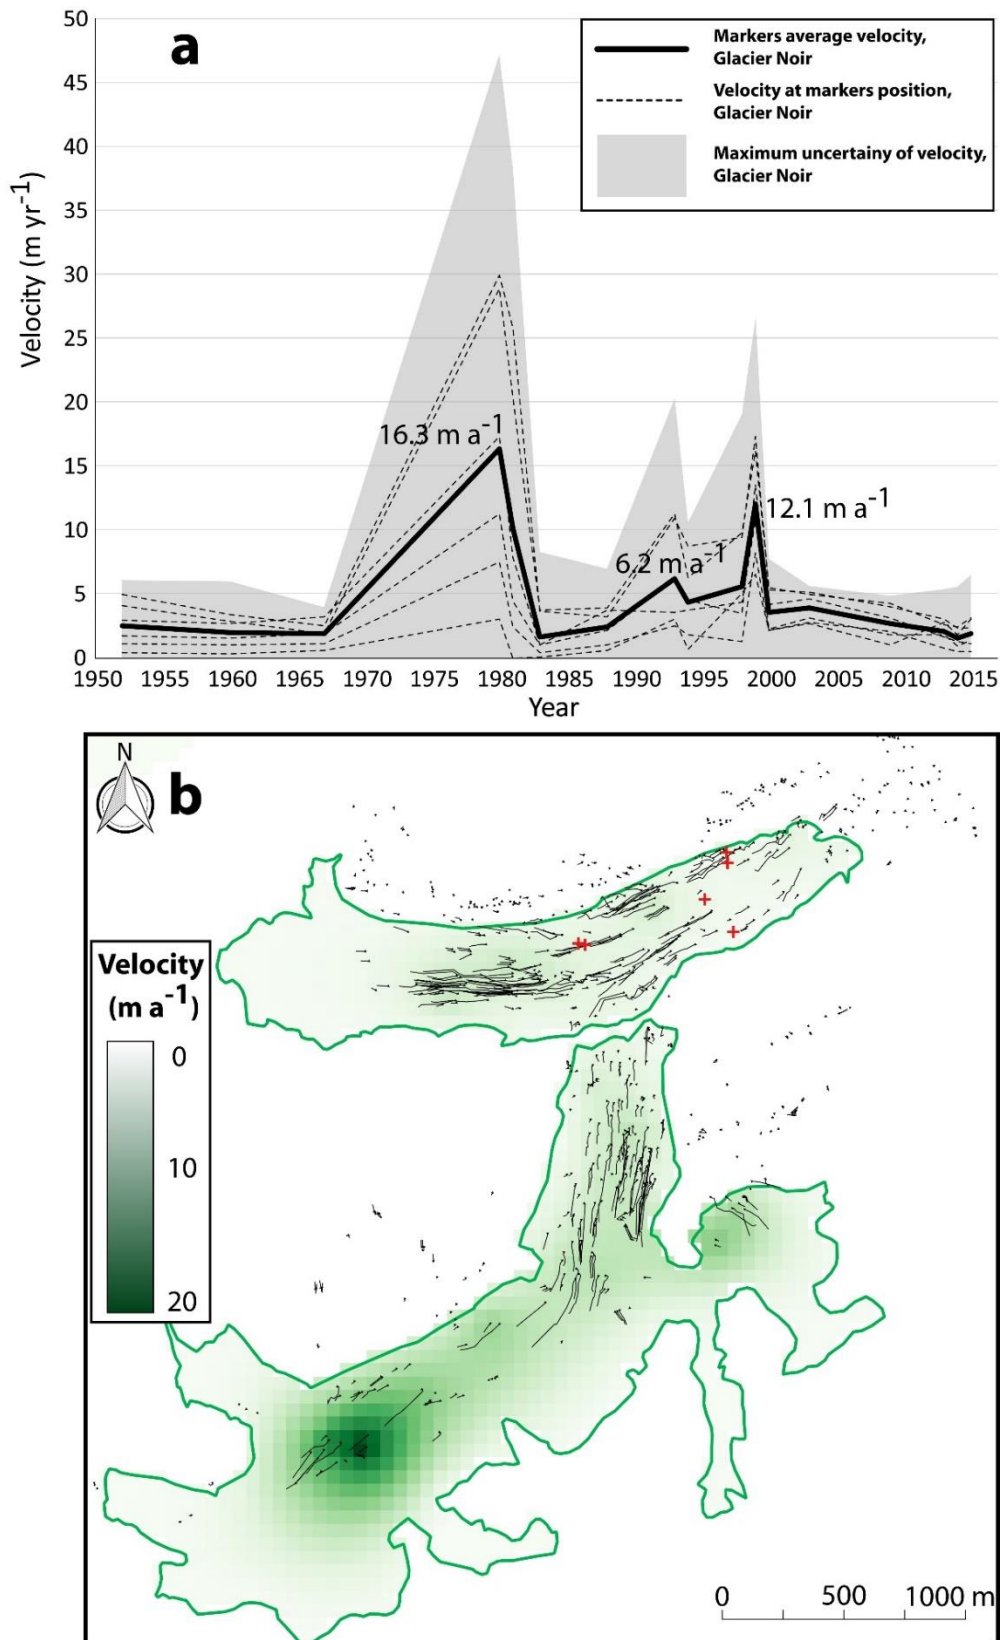 a
Markers average velocity,
Glacier Noir
Velocity at markers position,
Glacier Noir
Maximum uncertainy of velocity,
Glacier Noir
Velocity (m yr-1)
50
45
40
35
30
25
20
15
10
5
0
16.3 m a-1
6.2 m a-1
12.1 m a-1
1950 1955 1960 1965 1970 1975 1980 1985 1990 1995 2000 2005 2010 2015
Year
N
b
Velocity
(m a-1)
0
10
20
0 500 1000 m